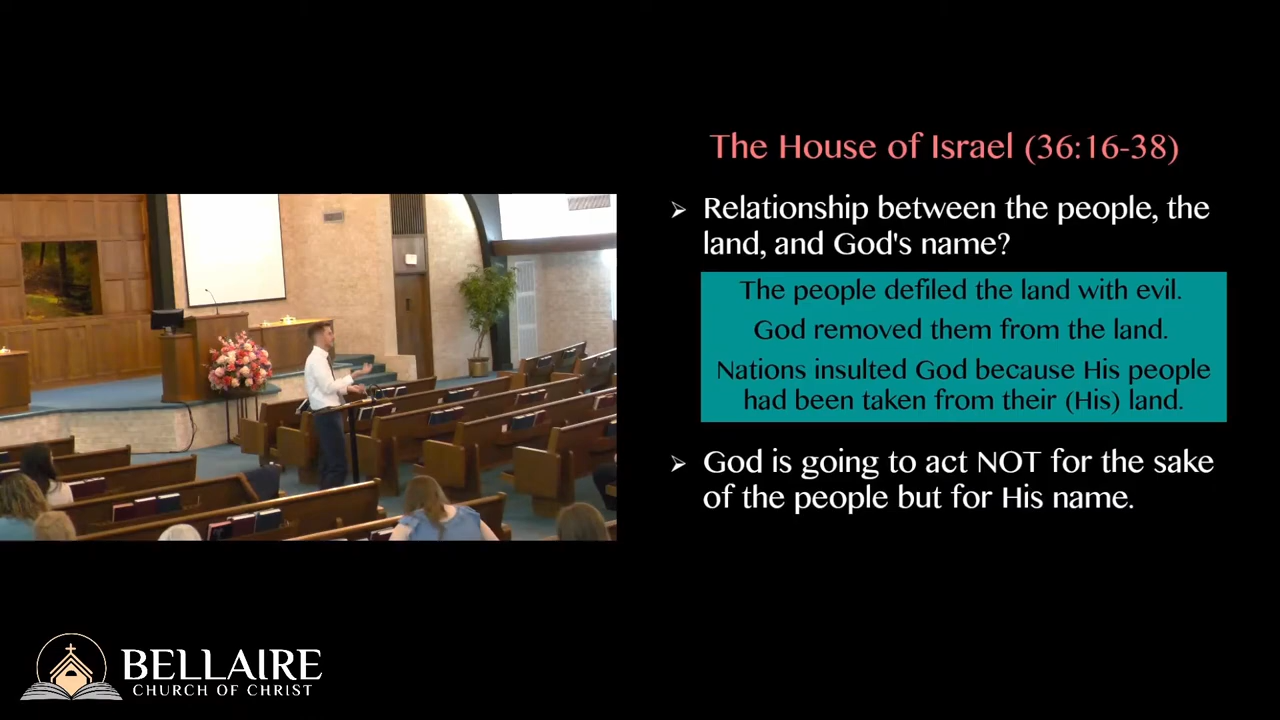 The House of Israel (36:16-38)
➢ Relationship between the people, the
land, and God's name?
The people defiled the land with evil.
God removed them from the land.
Nations insulted God because His people
had been taken from their (His) land.
➢ God is going to act NOT for the sake
of the people but for His name.
BELLAIRE
CHURCH OF CHRIST